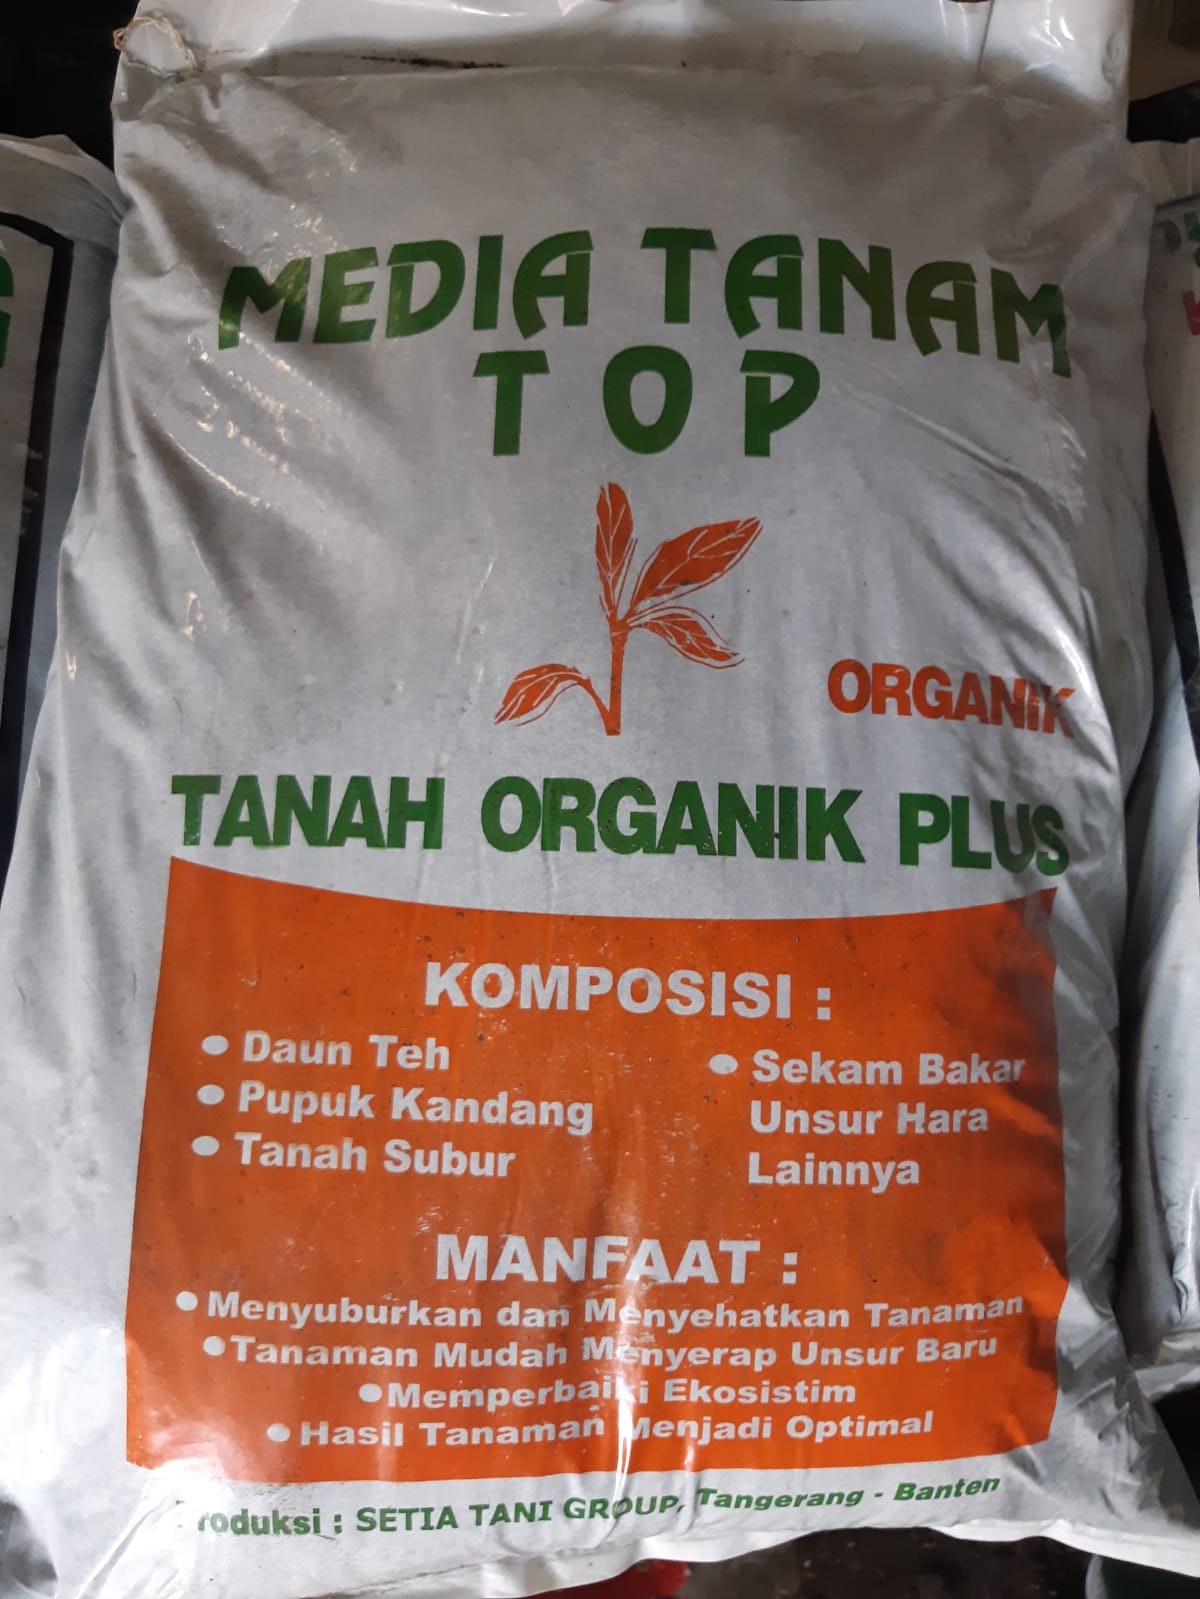 MEDIA TANAM
TOP
ORGANIK
TANAH ORGANIK PLUS
KOMPOSISI :
• Daun Teh
• Pupuk Kandang
• Tanah Subur
• Sekam Bakar
Unsur Hara
Lainnya
MANFAAT :
• Menyuburkan dan Menyehatkan Tanaman
• Tanaman Mudah Menyerap Unsur Baru
• Memperbaiki Ekosistim
• Hasil Tanaman Menjadi Optimal
Produksi : SETIA TANI GROUP, Tangerang - Banten